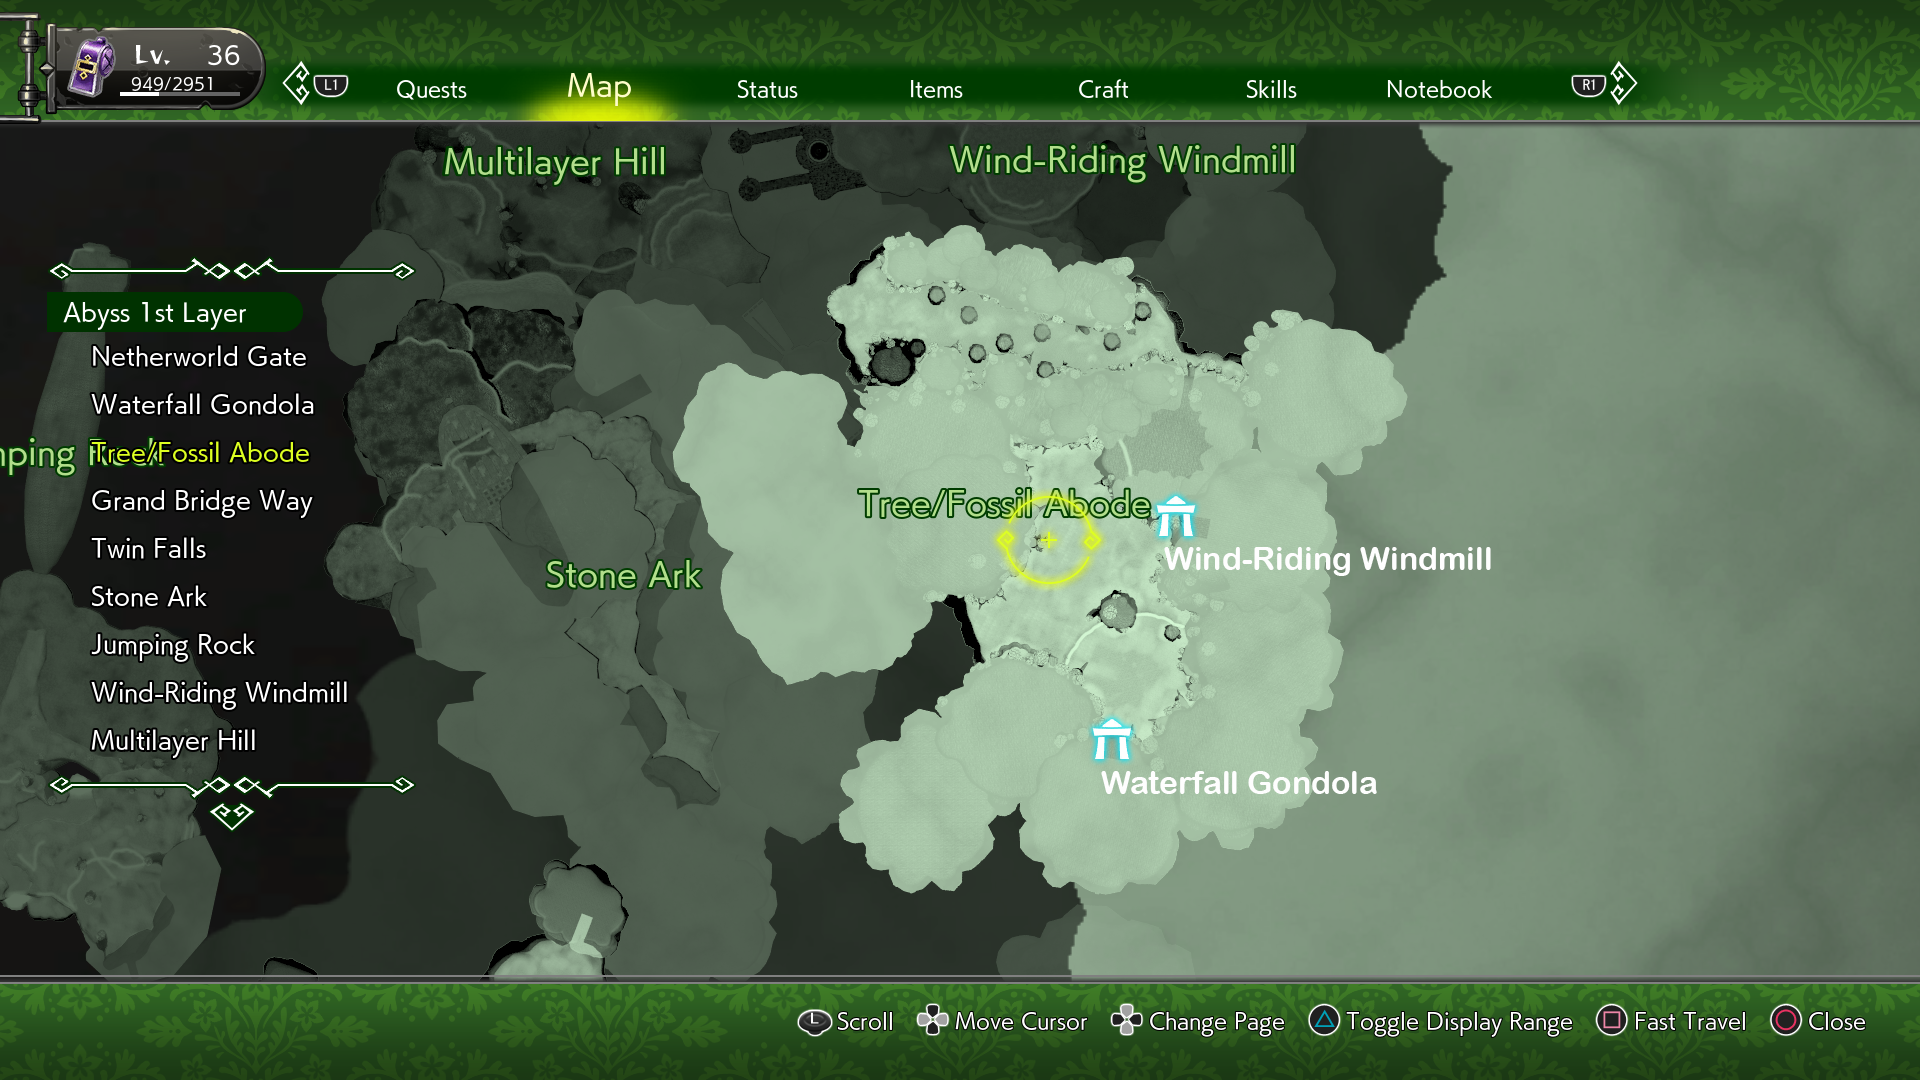 Lv. 36
949/2951
L1
Quests
Map
Status
Items
Craft
Skills
Notebook
R1
Multilayer Hill
Wind-Riding Windmill
Abyss 1st Layer
Netherworld Gate
Waterfall Gondola
Tree/Fossil Abode
Grand Bridge Way
Twin Falls
Stone Ark
Jumping Rock
Wind-Riding Windmill
Multilayer Hill
Tree/Fossil Abode
Wind-Riding Windmill
Stone Ark
Waterfall Gondola
L Scroll
Move Cursor
Change Page
Toggle Display Range
Fast Travel
Close